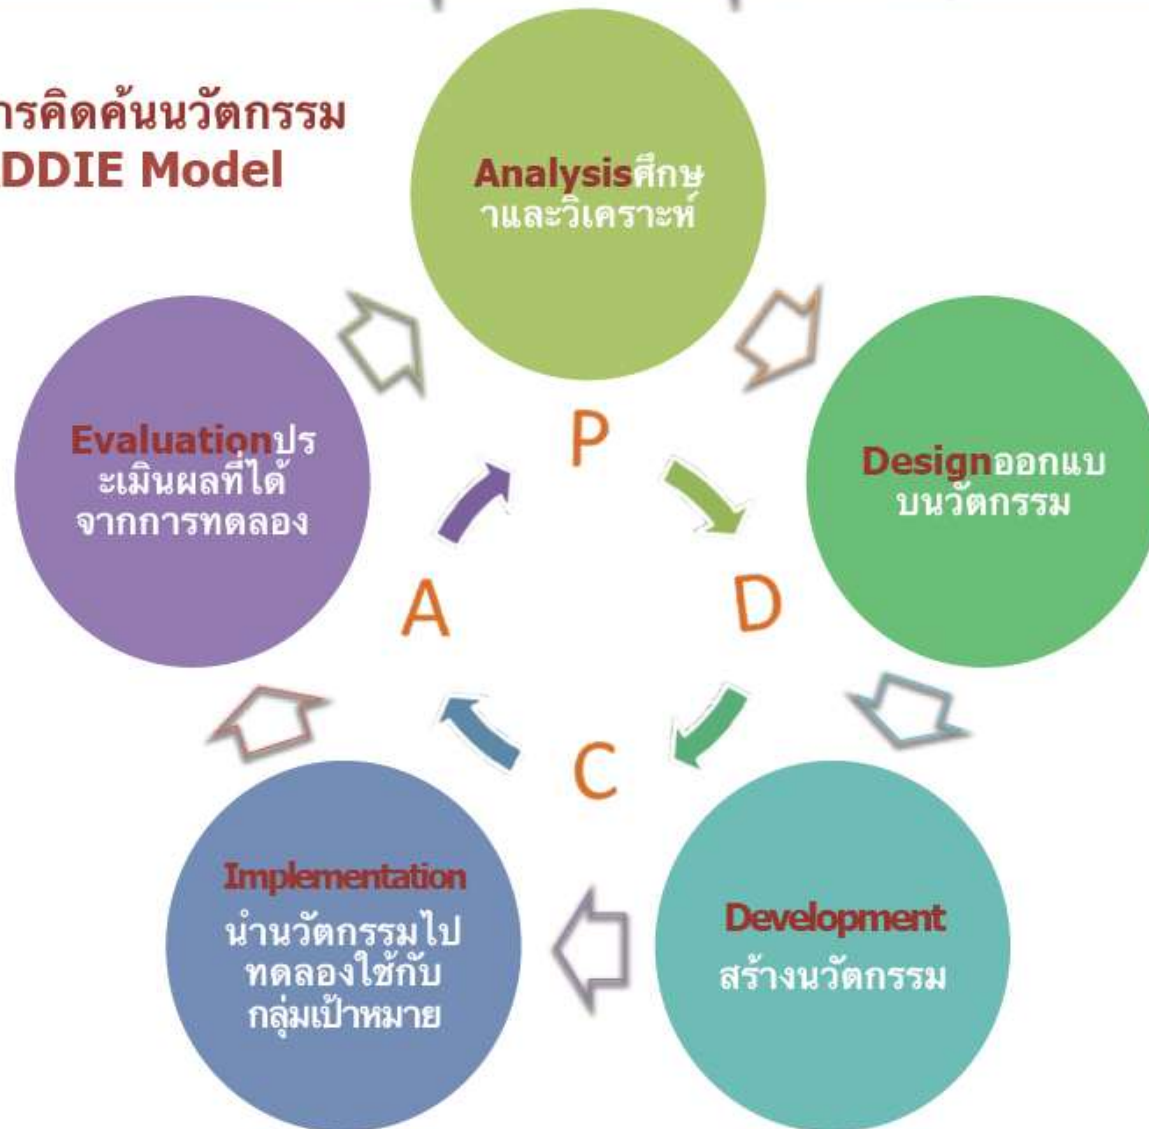 ารคิดค้นนวัตกรรม
DDIE Model
Analysisศึกษ
าและวิเคราะห์
Evaluationปร
ะเมินผลที่ได้
จากการทดลอง
P
Designออกแบ
บนวัตกรรม
A
D
C
Implementation
นำนวัตกรรมไป
ทดลองใช้กับ
กลุ่มเป้าหมาย
Development
สร้างนวัตกรรม